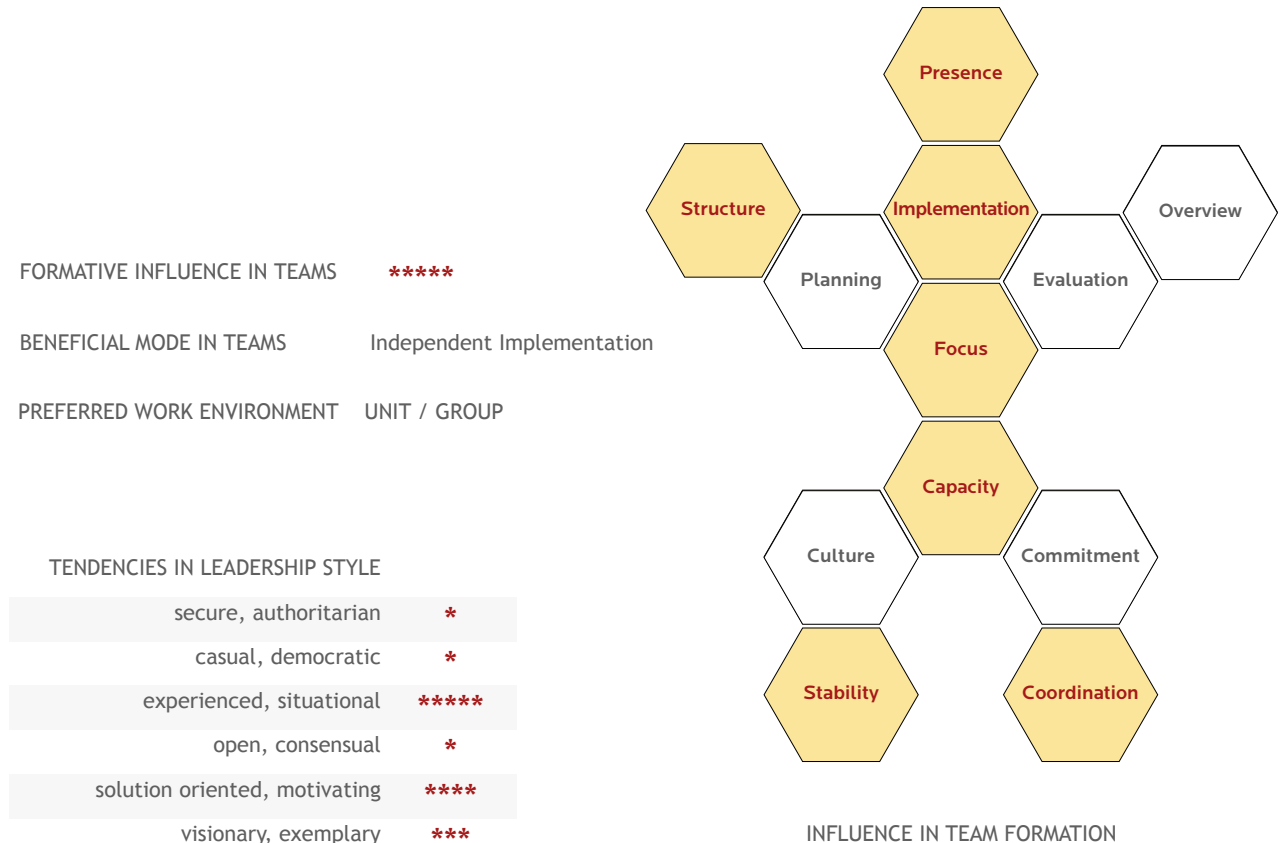 Presence
Structure
Implementation
Overview
FORMATIVE INFLUENCE IN TEAMS *****
Planning
Evaluation
BENEFICIAL MODE IN TEAMS Independent Implementation
Focus
PREFERRED WORK ENVIRONMENT UNIT / GROUP
Capacity
Culture
Commitment
TENDENCIES IN LEADERSHIP STYLE
secure, authoritarian *
casual, democratic *
experienced, situational *****
open, consensual *
solution oriented, motivating ****
visionary, exemplary ***
Stability
Coordination
INFLUENCE IN TEAM FORMATION